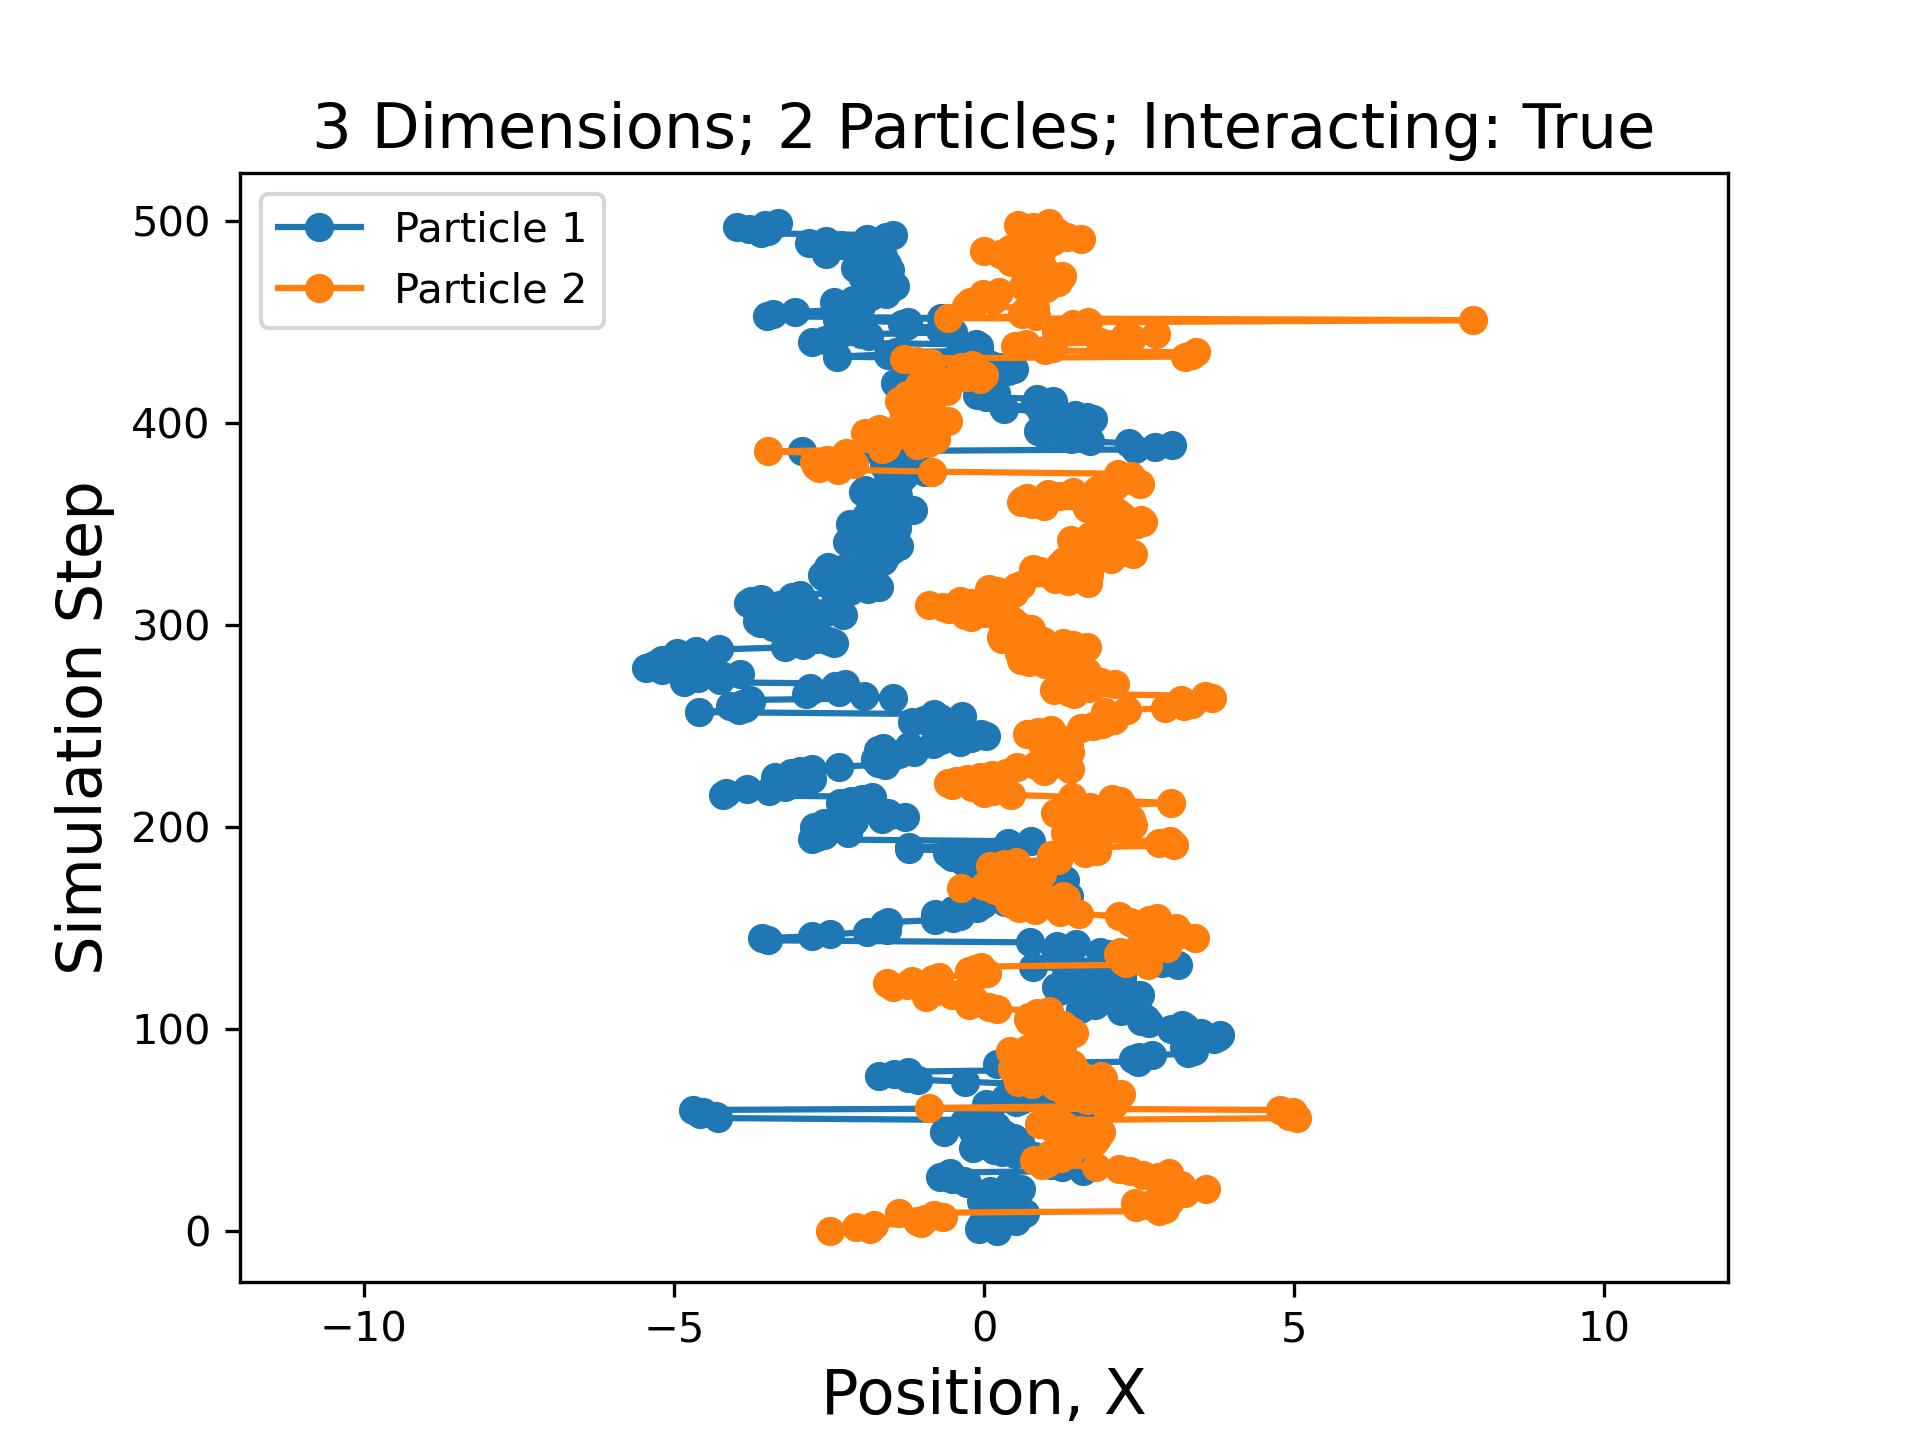 3 Dimensions; 2 Particles; Interacting: True
Particle 1
Particle 2
500
400
300
200
100
0
Simulation Step
−10
−5
0
5
10
Position, X